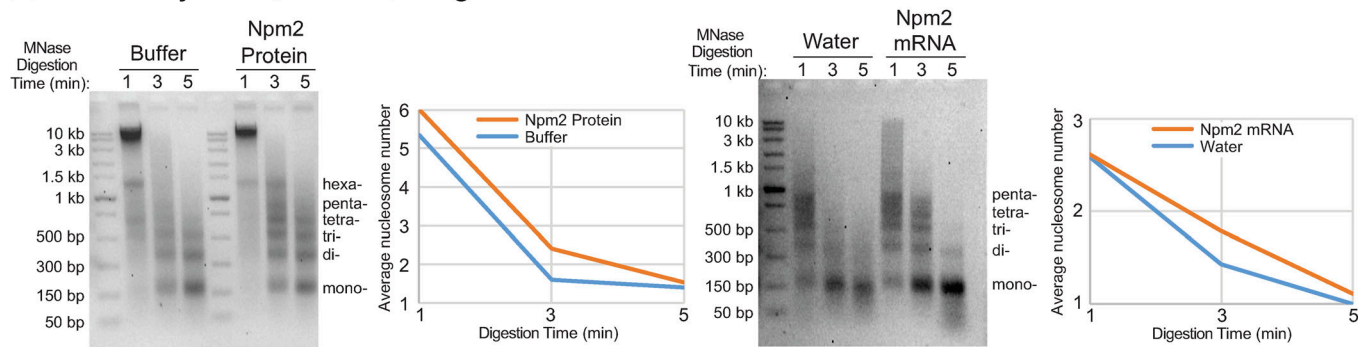 MNase
Digestion
Time (min):
Buffer
Npm2
Protein
1 3 5 1 3 5
10 kb
3 kb
1.5 kb
1 kb
500 bp
300 bp
150 bp
50 bp
hexa-
penta-
tetra-
tri-
di-
mono-
Average nucleosome number
6
5
4
3
2
1
Npm2 Protein
Buffer
1 3 5
Digestion Time (min)
MNase
Digestion
Time (min):
Water
Npm2
mRNA
1 3 5 1 3 5
10 kb
3 kb
1.5 kb
1 kb
500 bp
300 bp
150 bp
50 bp
penta-
tetra-
tri-
di-
mono-
Average nucleosome number
3
2
1
Npm2 mRNA
Water
1 3 5
Digestion Time (min)